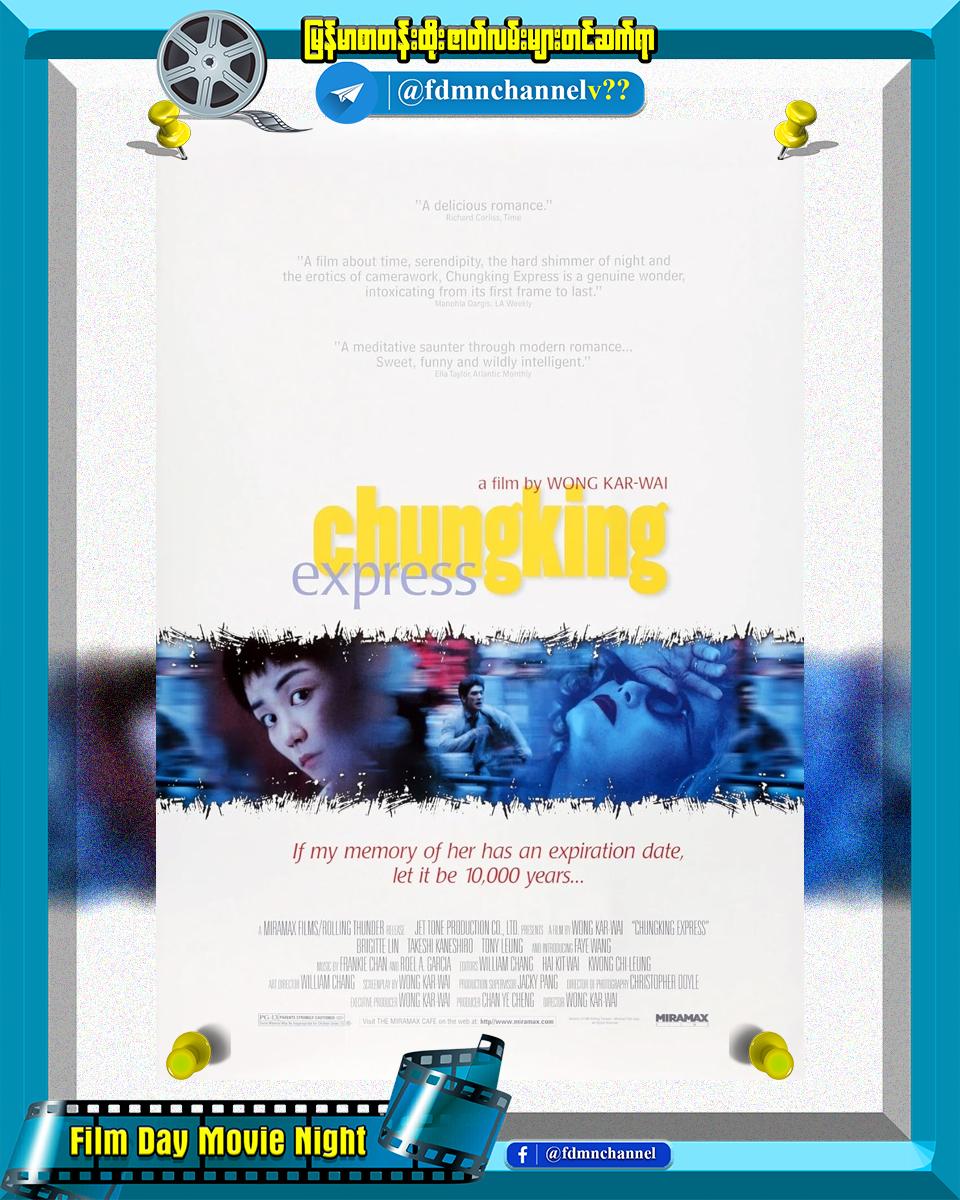 မြန်မာစာတန်းထိုးဇာတ်လမ်းများတင်ဆက်ရာ
@fdmnchannelv??
"A delicious romance."
Richard Corliss, Time
"A film about time, serendipity, the hard shimmer of night and
the erotics of camerawork, Chungking Express is a genuine wonder,
intoxicating from its first frame to last."
Manohla Dargis, LA Weekly
"A meditative saunter through modern romance...
Sweet, funny and wildly intelligent."
Ella Taylor, Atlantic Monthly
a film by WONG KAR-WAI
chungking
express
If my memory of her has an expiration date,
let it be 10,000 years...
A MIRAMAX FILMS/ROLLING THUNDER RELEASE JET TONE PRODUCTION CO., LTD. PRESENTS A FILM BY WONG KAR-WAI "CHUNGKING EXPRESS"
BRIGITTE LIN TAKESHI KANESHIRO TONY LEUNG AND INTRODUCING FAYE WANG
MUSIC BY FRANKIE CHAN AND ROEL A. GARCIA EDITORS WILLIAM CHANG HAI KIT-WAI KWONG CHI-LEUNG
ART DIRECTOR WILLIAM CHANG SCREENPLAY BY WONG KAR-WAI PRODUCTION SUPERVISOR JACKY PANG DIRECTOR OF PHOTOGRAPHY CHRISTOPHER DOYLE
EXECUTIVE PRODUCER WONG KAR-WAI PRODUCER CHAN YE CHENG DIRECTOR WONG KAR-WAI
PG-13 PARENTS STRONGLY CAUTIONED
Visit THE MIRAMAX CAFE on the web at: http//www.miramax.com
MIRAMAX
Film Day Movie Night
@fdmnchannel